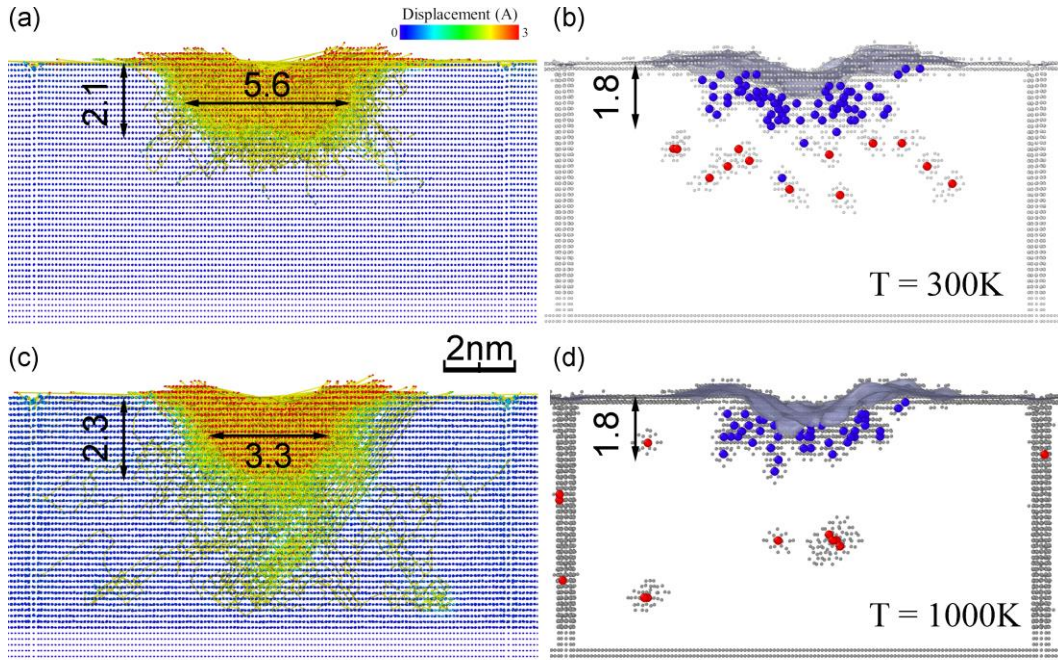 (a)
Displacement (A)
0 3
2.1
5.6
(b)
1.8
T = 300K
(c)
2nm
2.3
3.3
(d)
1.8
T = 1000K